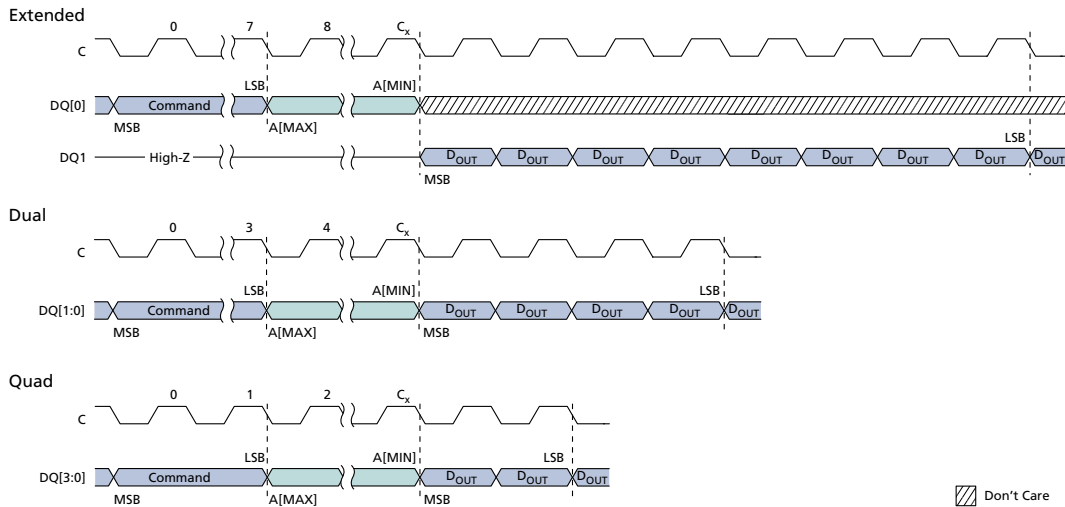 Extended
0 7 8 Cx
C
LSB A[MIN]
DQ[0] Command
MSB A[MAX]
LSB
DQ1 High-Z DOUT DOUT DOUT DOUT DOUT DOUT DOUT DOUT DOUT
MSB
Dual
0 3 4 Cx
C
LSB A[MIN] LSB
DQ[1:0] Command DOUT DOUT DOUT DOUT DOUT
MSB A[MAX] MSB
Quad
0 1 2 Cx
C
LSB A[MIN] LSB
DQ[3:0] Command DOUT DOUT DOUT
MSB A[MAX] MSB
Don't Care